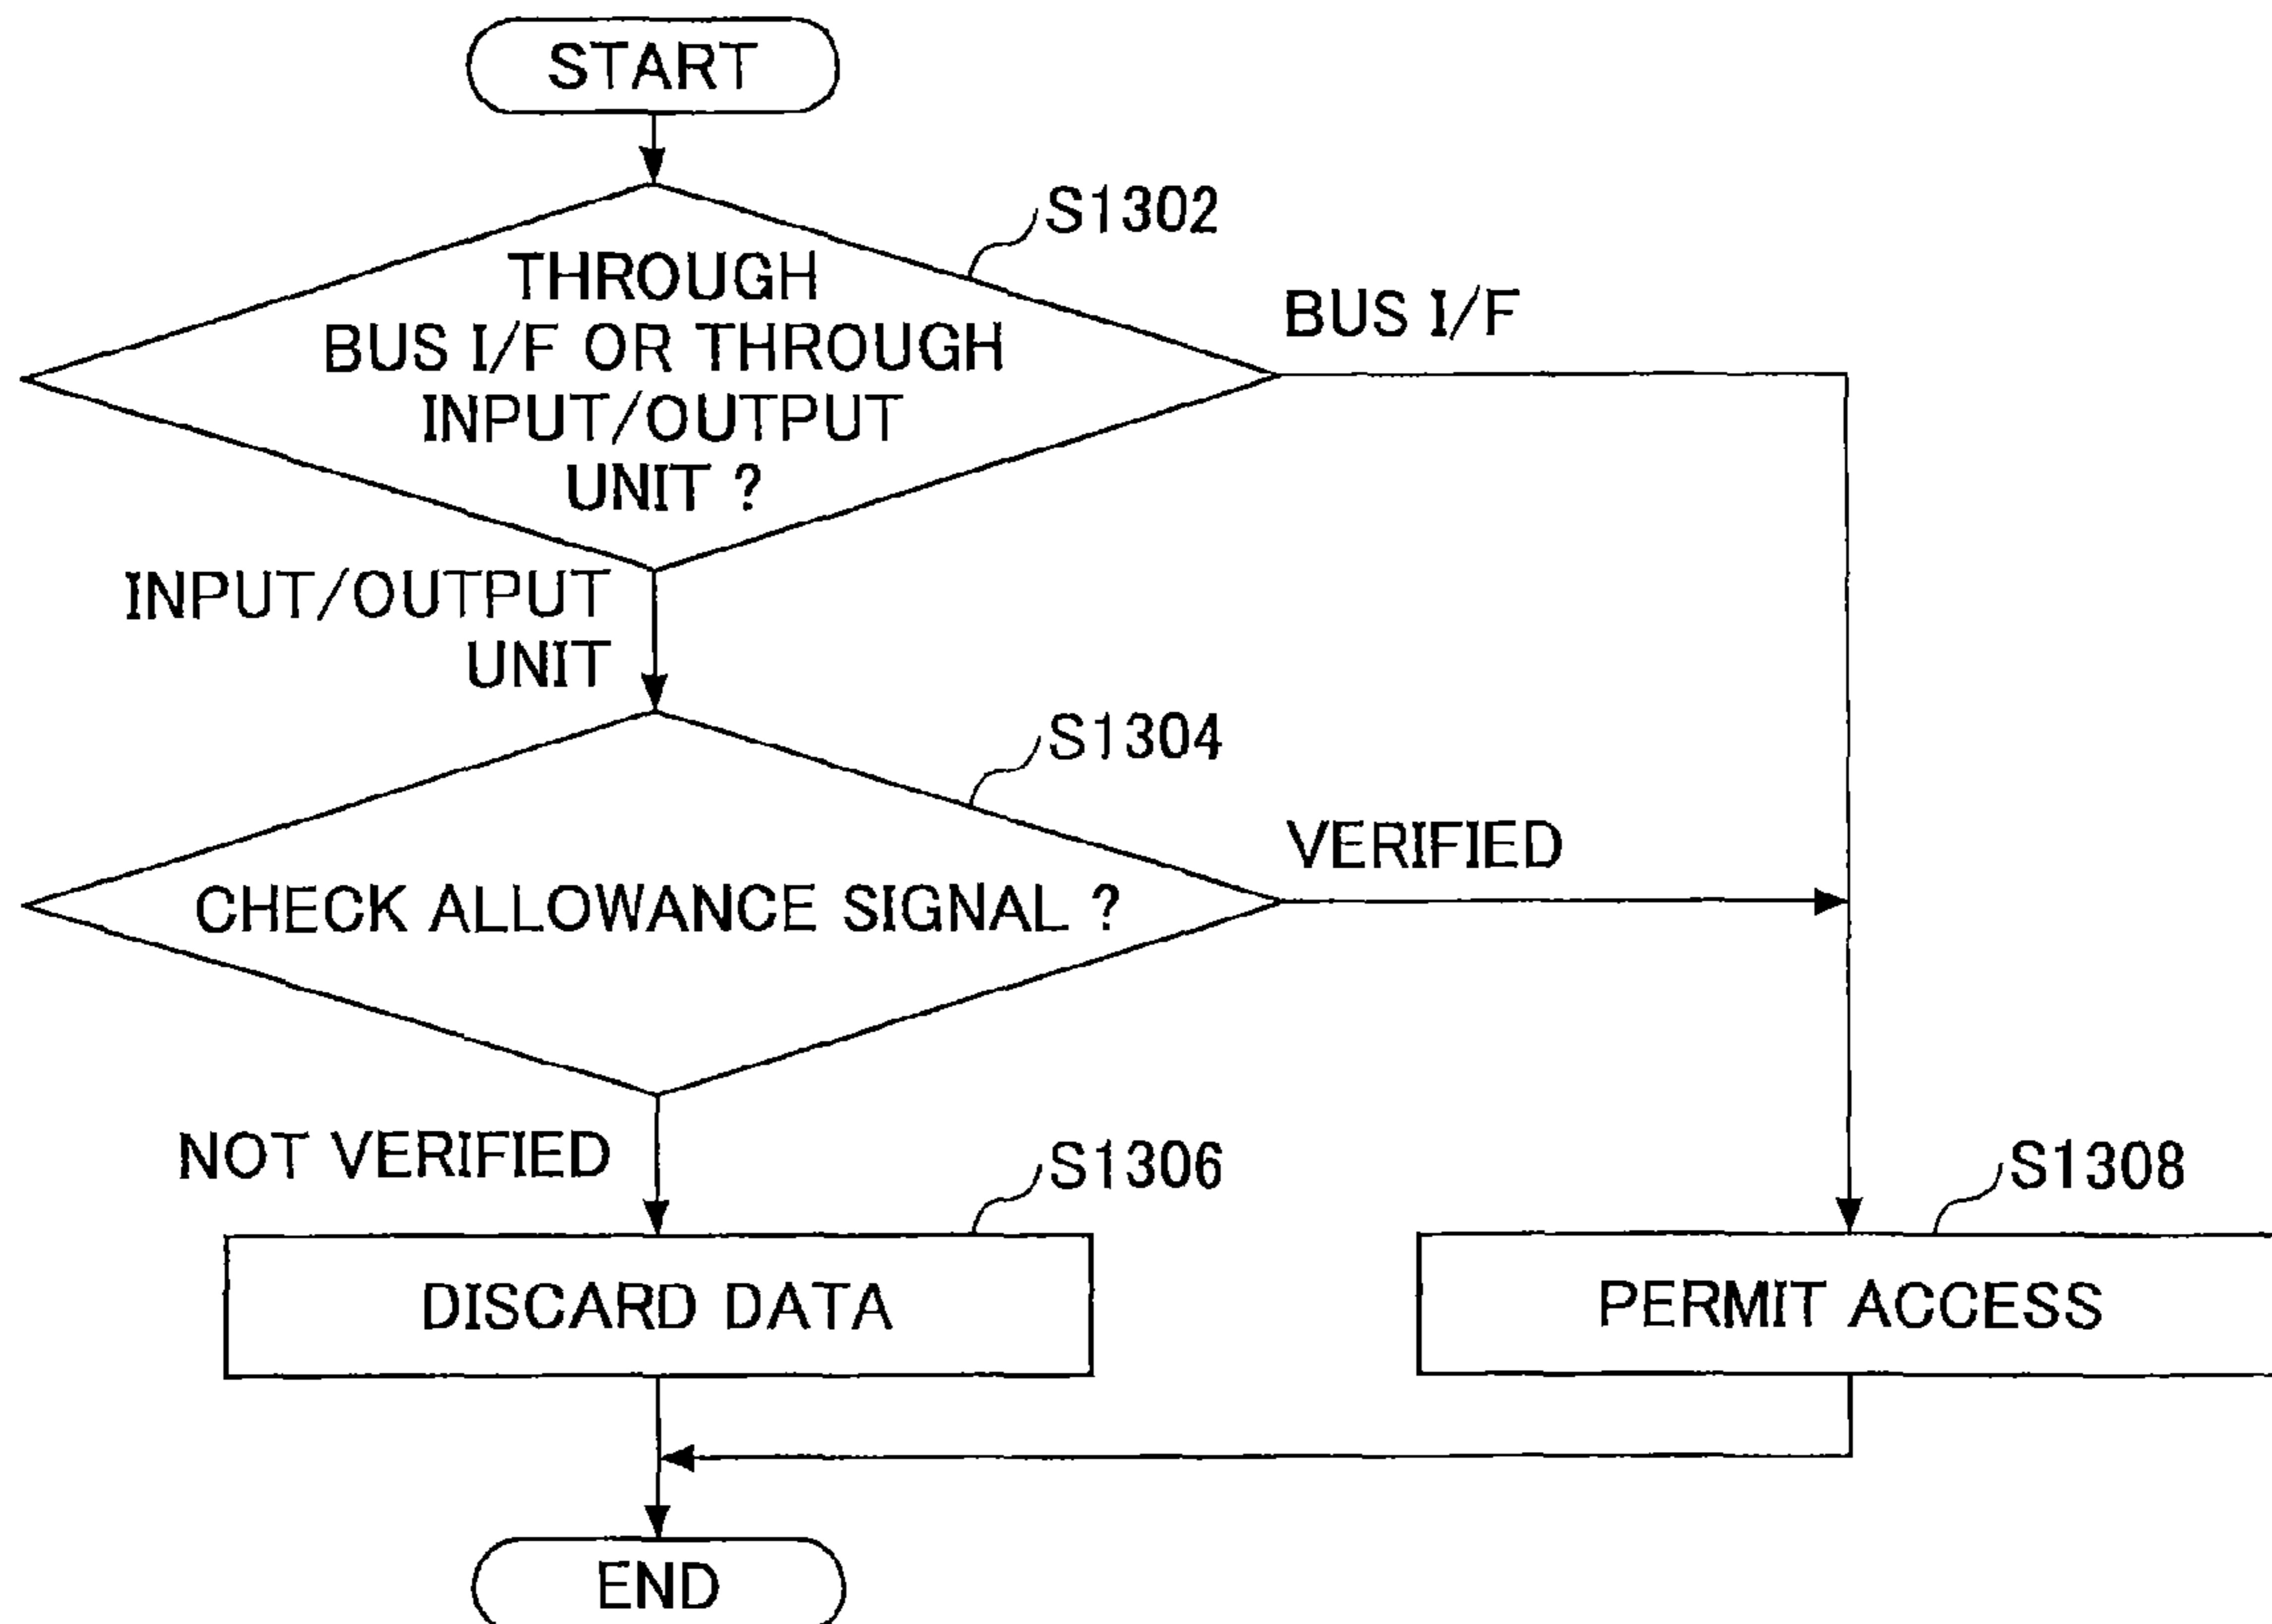 START
S1302
THROUGH
BUS I/F OR THROUGH
INPUT/OUTPUT
UNIT ?
BUS I/F
INPUT/OUTPUT
UNIT
S1304
CHECK ALLOWANCE SIGNAL ?
VERIFIED
NOT VERIFIED
S1306
S1308
DISCARD DATA
PERMIT ACCESS
END